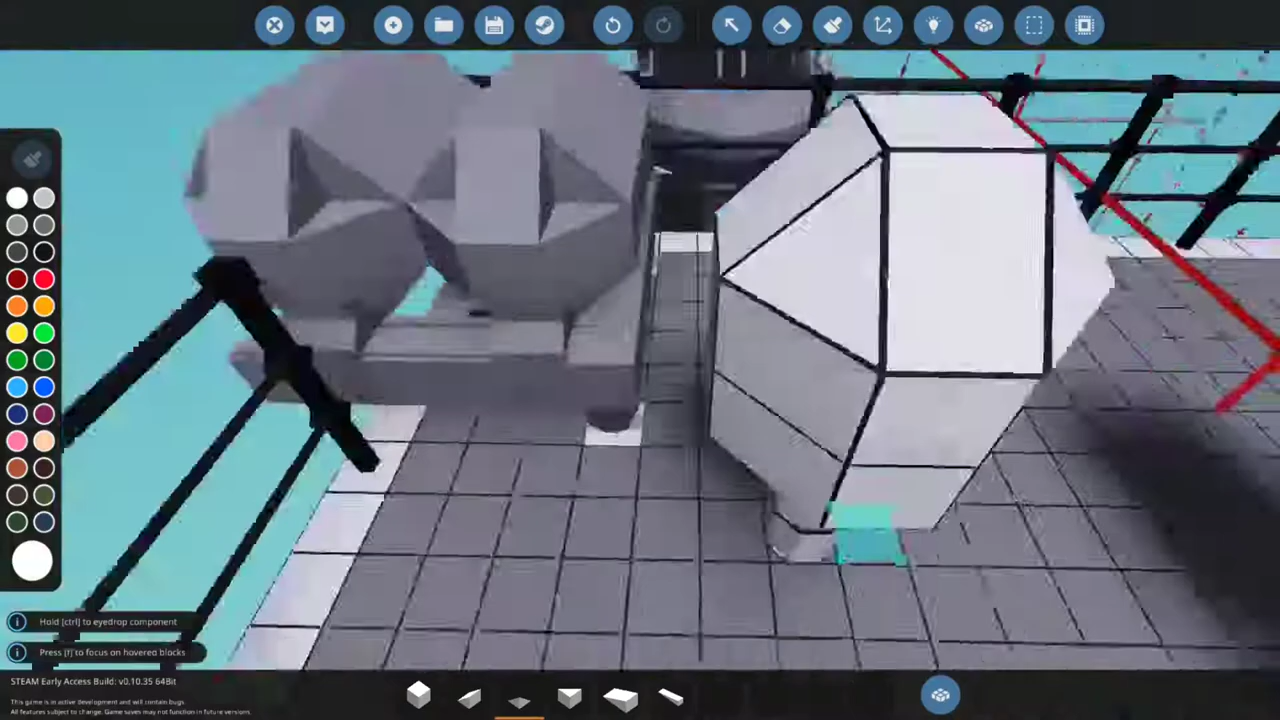 Hold [ctrl] to eyedrop component
Press [f] to focus on hovered blocks
STEAM Early Access Build: v0.10.35 64Bit
This game is in active development and will contain bugs.
All features subject to change. Game saves may not function in future versions.